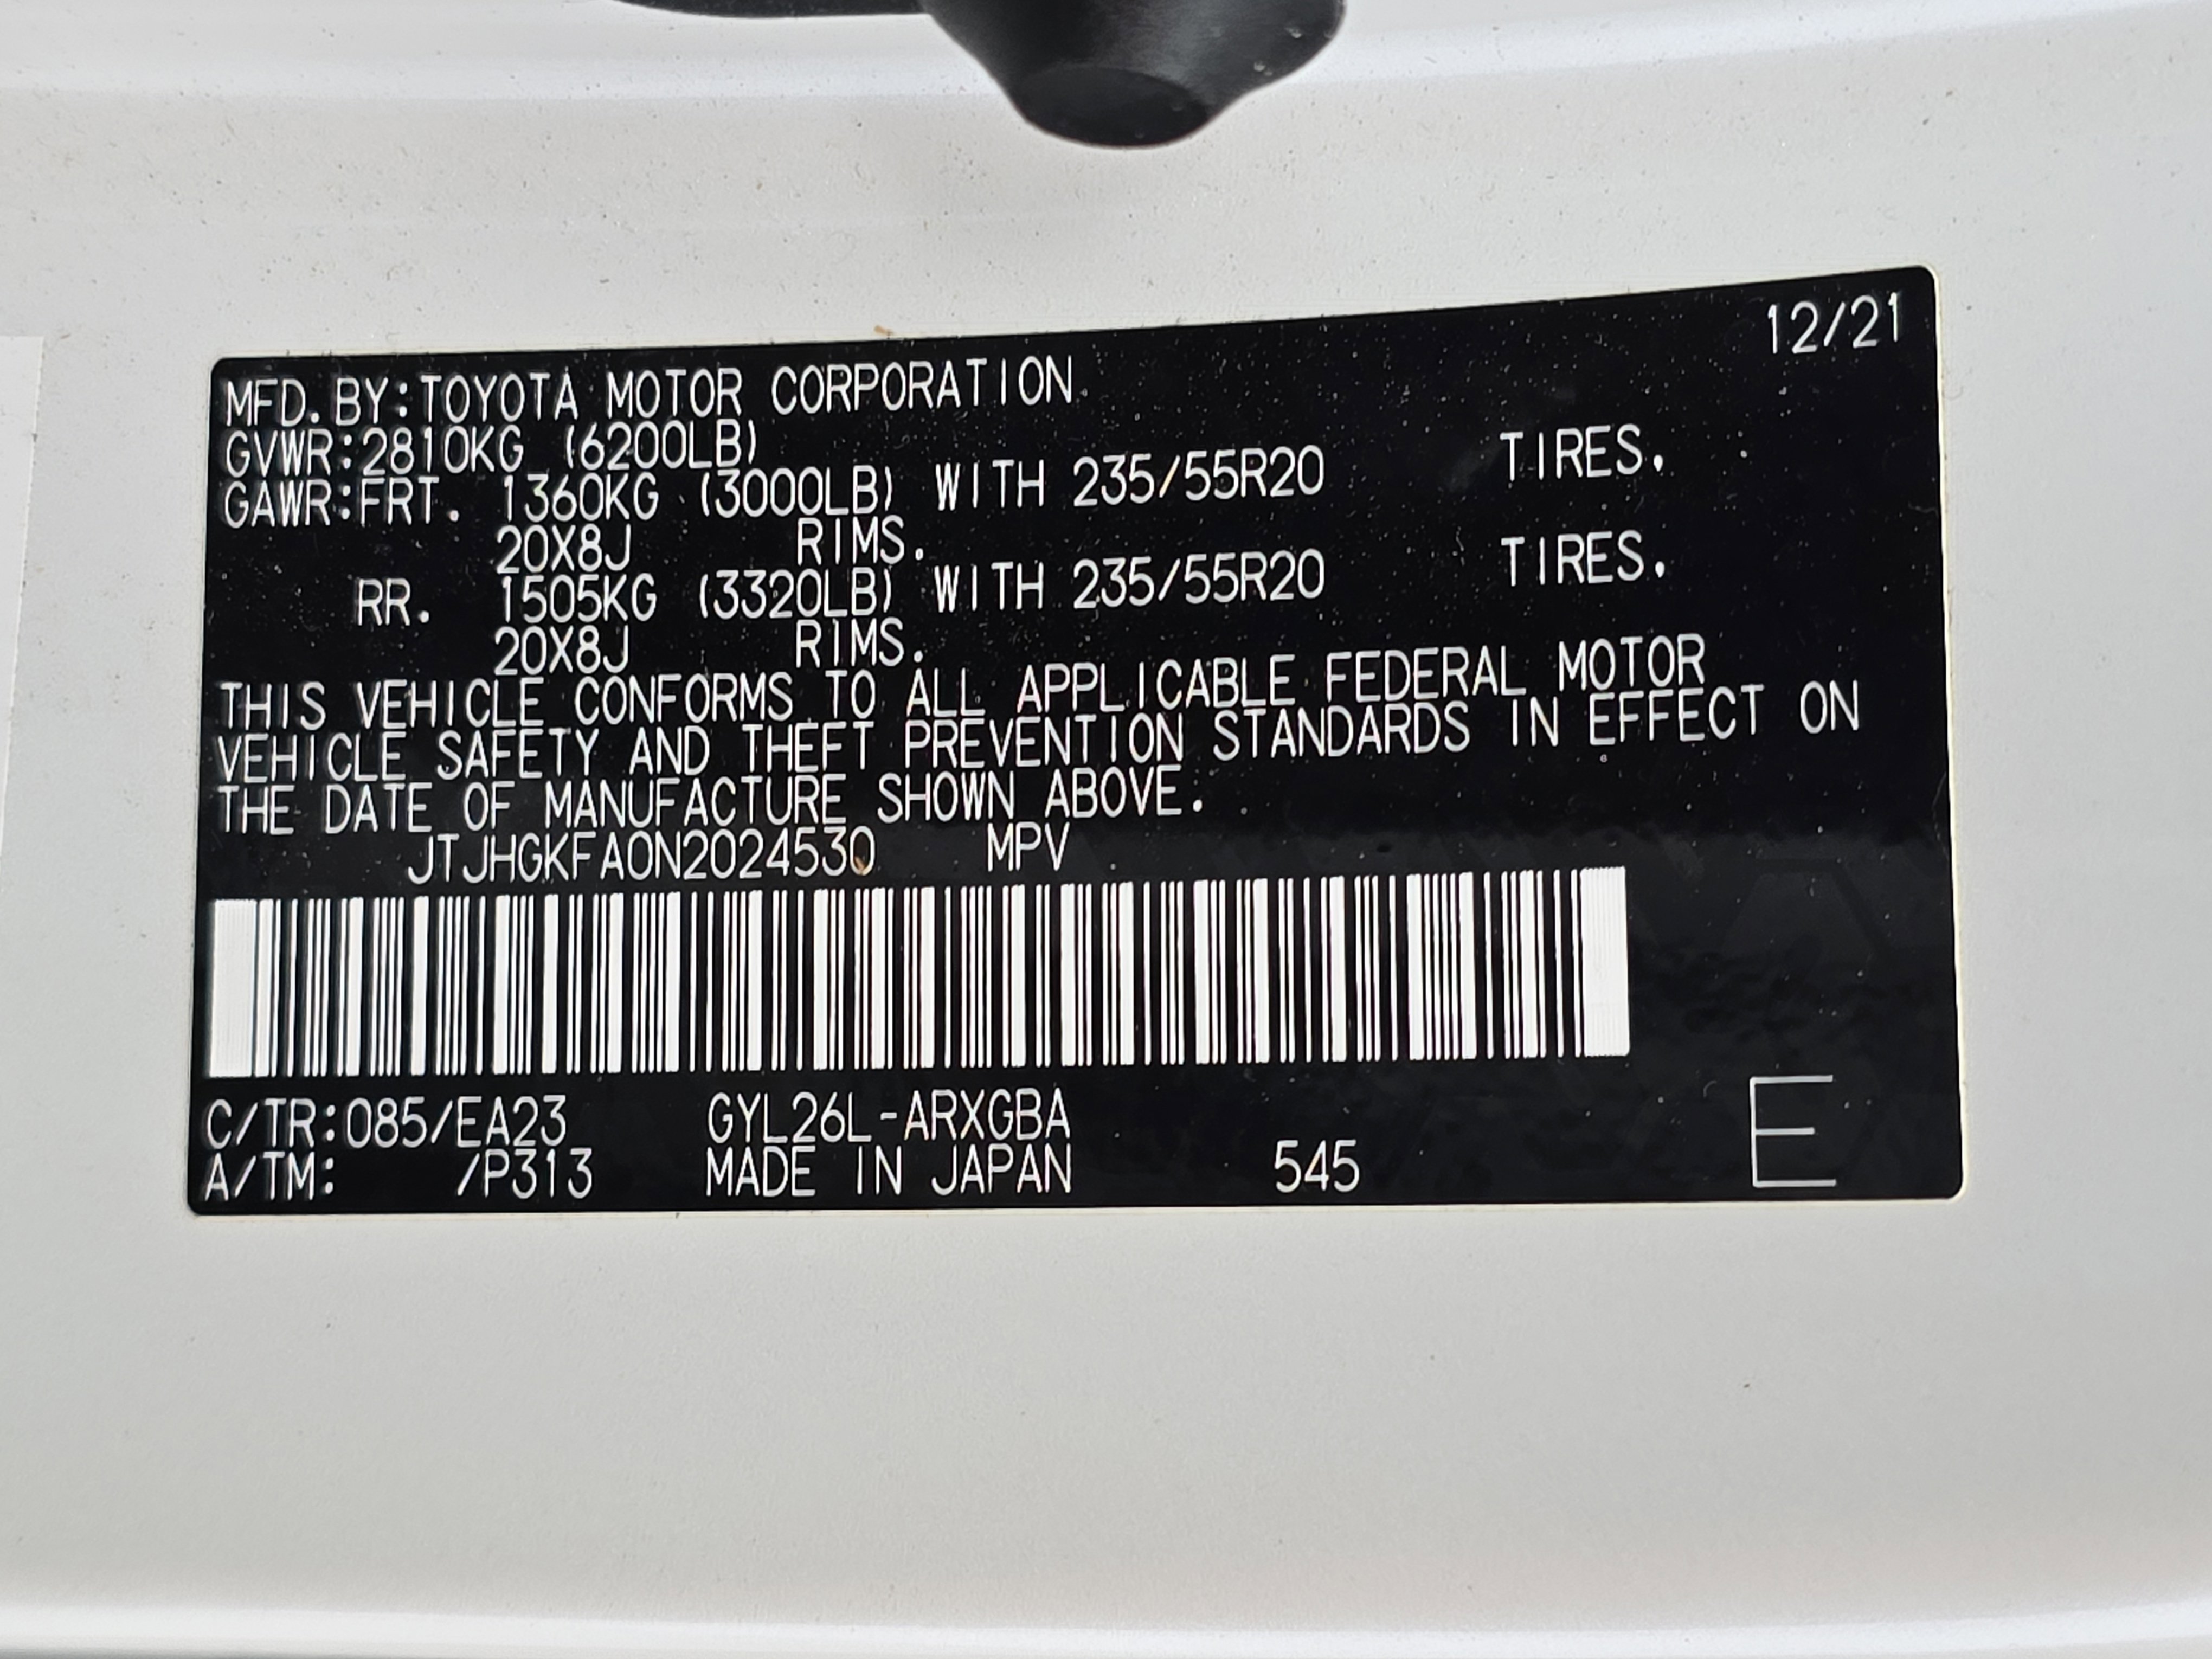 12/21
MFD.BY:TOYOTA MOTOR CORPORATION
GVWR:2810KG (6200LB)
GAWR:FRT. 1360KG (3000LB) WITH 235/55R20 TIRES.
20X8J RIMS.
RR. 1505KG (3320LB) WITH 235/55R20 TIRES.
20X8J RIMS.
THIS VEHICLE CONFORMS TO ALL APPLICABLE FEDERAL MOTOR
VEHICLE SAFETY AND THEFT PREVENTION STANDARDS IN EFFECT ON
THE DATE OF MANUFACTURE SHOWN ABOVE.
JTJHGKFA0N2024530 MPV
C/TR:085/EA23 GYL26L-ARXGBA
A/TM: /P313 MADE IN JAPAN 545
E